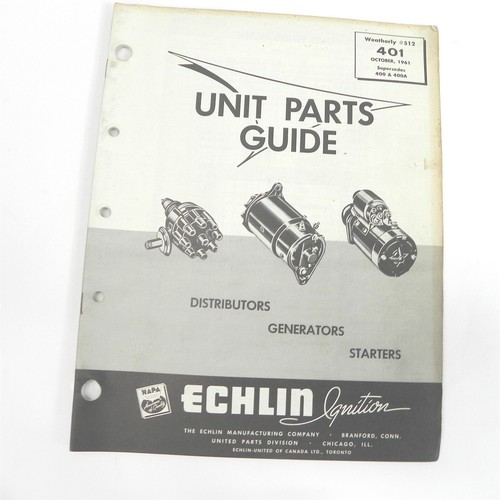 Weatherly #512
401
OCTOBER, 1961
Supersedes
400 & 400A
UNIT PARTS
GUIDE
DISTRIBUTORS
GENERATORS
STARTERS
NAPA
ECHLIN Ignition
THE ECHLIN MANUFACTURING COMPANY • BRANFORD, CONN.
UNITED PARTS DIVISION • CHICAGO, ILL.
ECHLIN-UNITED OF CANADA LTD., TORONTO